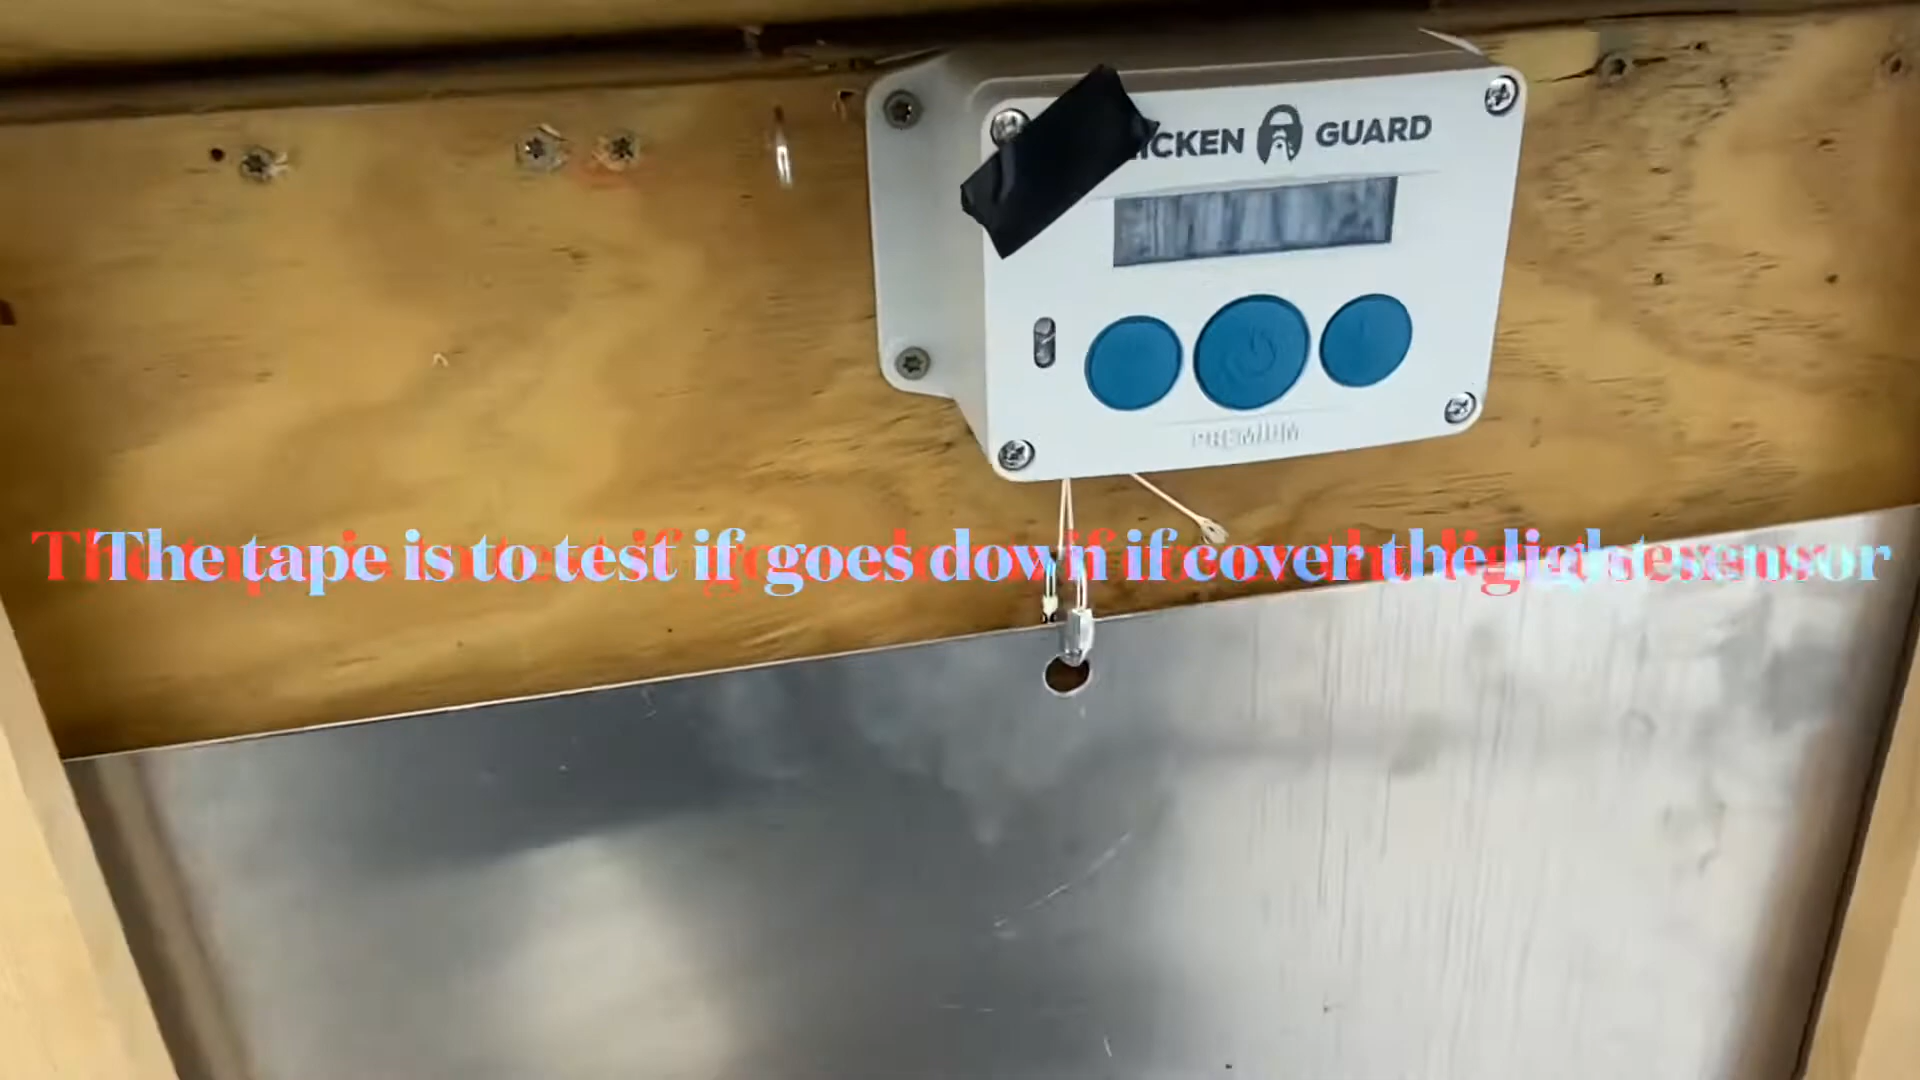 ICKEN GUARD
PREMIUM
The tape is to test if goes down if cover the light sensor